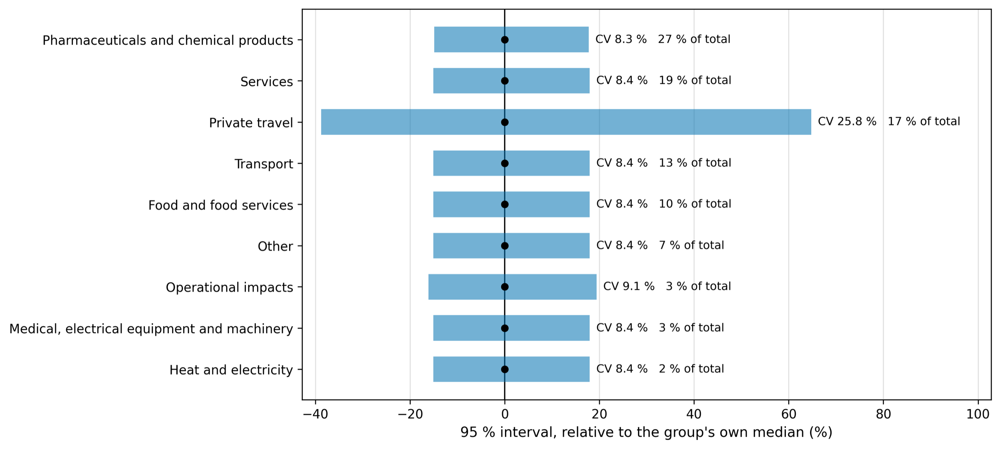 Pharmaceuticals and chemical products CV 8.3 % 27 % of total
Services CV 8.4 % 19 % of total
Private travel CV 25.8 % 17 % of total
Transport CV 8.4 % 13 % of total
Food and food services CV 8.4 % 10 % of total
Other CV 8.4 % 7 % of total
Operational impacts CV 9.1 % 3 % of total
Medical, electrical equipment and machinery CV 8.4 % 3 % of total
Heat and electricity CV 8.4 % 2 % of total
−40 −20 0 20 40 60 80 100
95 % interval, relative to the group's own median (%)